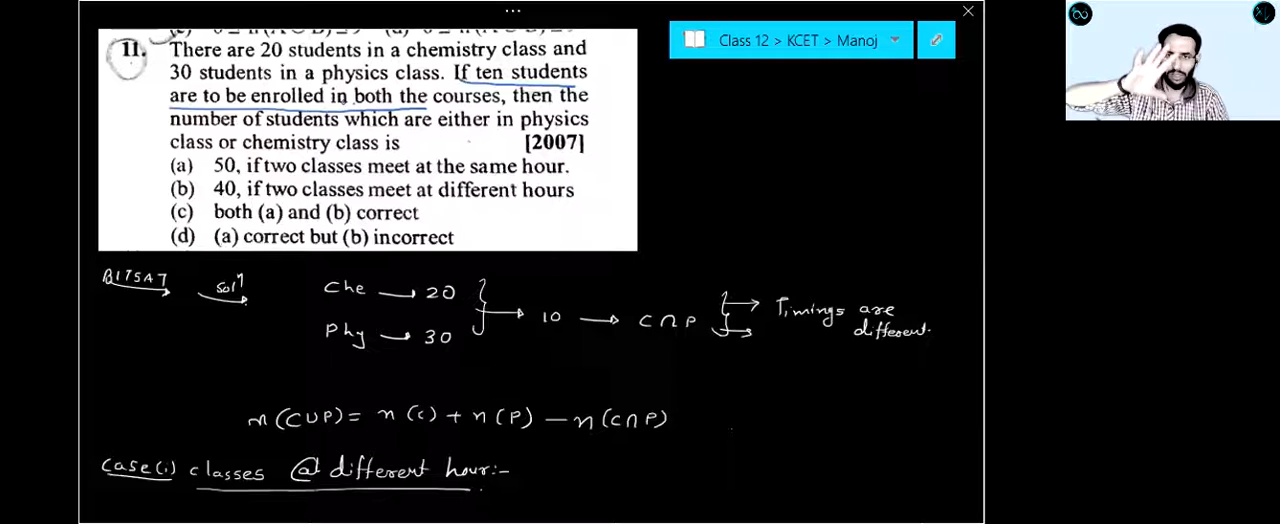 Class 12 > KCET > Manoj
11. There are 20 students in a chemistry class and
30 students in a physics class. If ten students
are to be enrolled in both the courses, then the
number of students which are either in physics
class or chemistry class is [2007]
(a) 50, if two classes meet at the same hour.
(b) 40, if two classes meet at different hours
(c) both (a) and (b) correct
(d) (a) correct but (b) incorrect
BITSAT Solⁿ Che → 20
Phy → 30
10 → C∩P Timings are
different.
n(C∪P) = n(C) + n(P) − n(C∩P)
Case(i) classes @ different hour:-